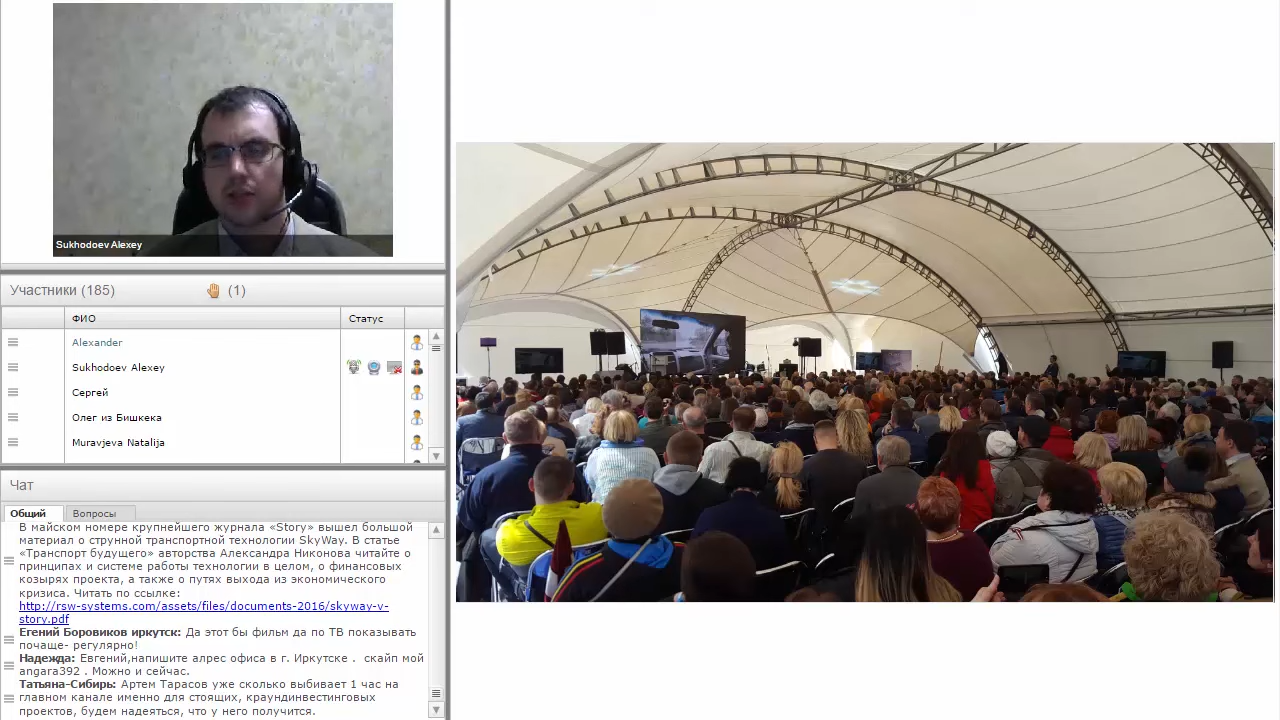 Sukhodoev Alexey
Участники (185)
(1)
ФИО
Статус
Alexander
Sukhodoev Alexey
Сергей
Олег из Бишкека
Muravjeva Natalija
Чат
Общий
Вопросы
В майском номере крупнейшего журнала «Story» вышел большой
материал о струнной транспортной технологии SkyWay. В статье
«Транспорт будущего» авторства Александра Никонова читайте о
принципах и системе работы технологии в целом, о финансовых
козырях проекта, а также о путях выхода из экономического
кризиса. Читать по ссылке:
http://rsw-systems.com/assets/files/documents-2016/skyway-v-
story.pdf
Егений Боровиков иркутск: Да этот бы фильм да по ТВ показывать
почаще- регулярно!
Надежда: Евгений,напишите алрес офиса в г. Иркутске . скайп мой
angara392 . Можно и сейчас.
Татьяна-Сибирь: Артем Тарасов уже сколько выбивает 1 час на
главном канале именно для стоящих, краундинвестинговых
проектов, будем надеяться, что у него получится.